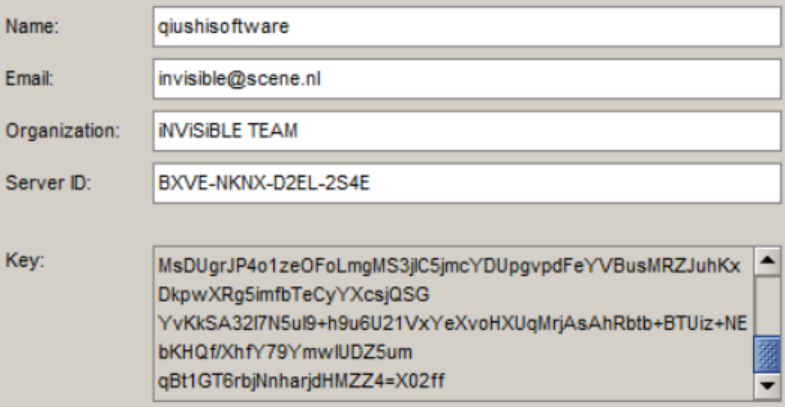 Name: qiushisoftware
Email: invisible@scene.nl
Organization: iNViSiBLE TEAM
Server ID: BXVE-NKNX-D2EL-2S4E
Key: MsDUgrJP4o1zeOFoLmgMS3jlC5jmcYDUpgvpdFeYVBusMRZJuhKx
DkpwXRg5imfbTeCyYXcsjQSG
YvKkSA32l7N5ul9+h9u6U21VxYeXvoHXUqMrjAsAhRbtb+BTUiz+NE
bKHQf/XhfY79YmwlUDZ5um
qBt1GT6rbjNnharjdHMZZ4=X02ff